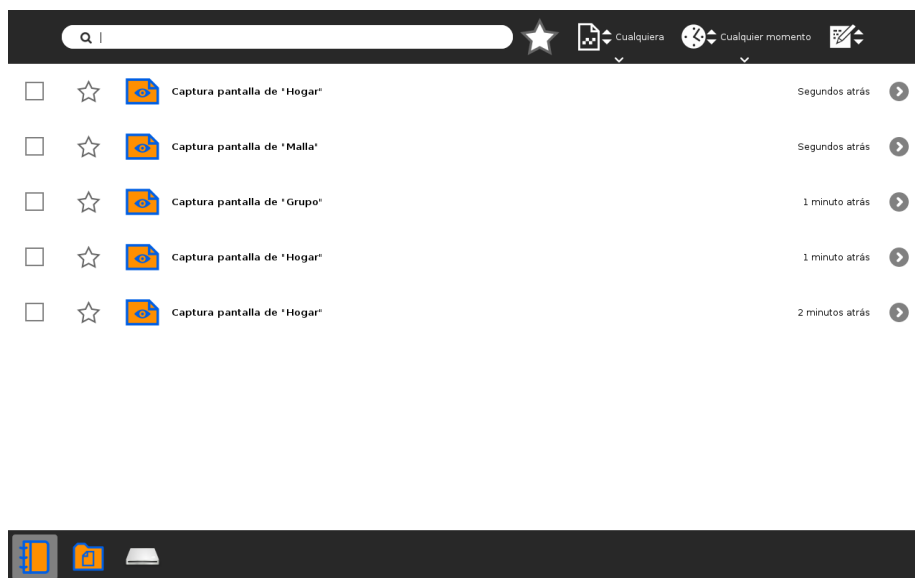 Cualquiera Cualquier momento
Captura pantalla de "Hogar" Segundos atrás
Captura pantalla de "Malla" Segundos atrás
Captura pantalla de "Grupo" 1 minuto atrás
Captura pantalla de "Hogar" 1 minuto atrás
Captura pantalla de "Hogar" 2 minutos atrás